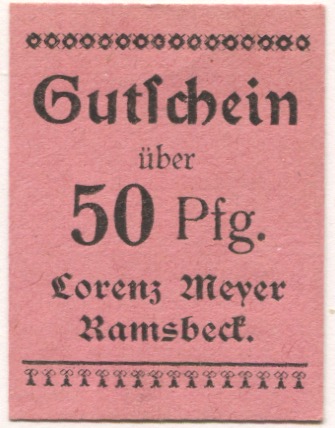 Gutſchein
über
50 Pfg.
Lorenz Meyer
Ramsbeck.